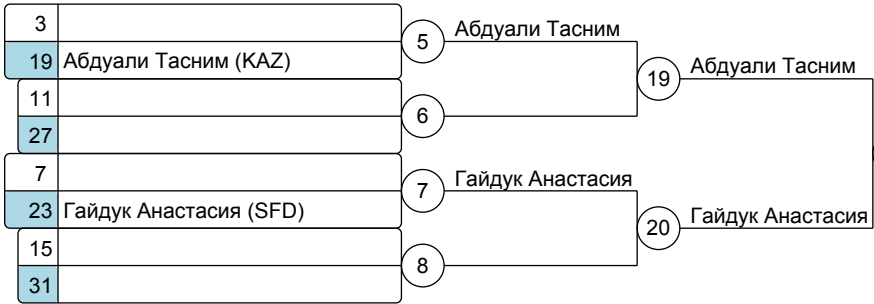 3
5 Абдуали Тасним
19 Абдуали Тасним (KAZ)
19 Абдуали Тасним
11
6
27
7
7 Гайдук Анастасия
23 Гайдук Анастасия (SFD)
20 Гайдук Анастасия
15
8
31